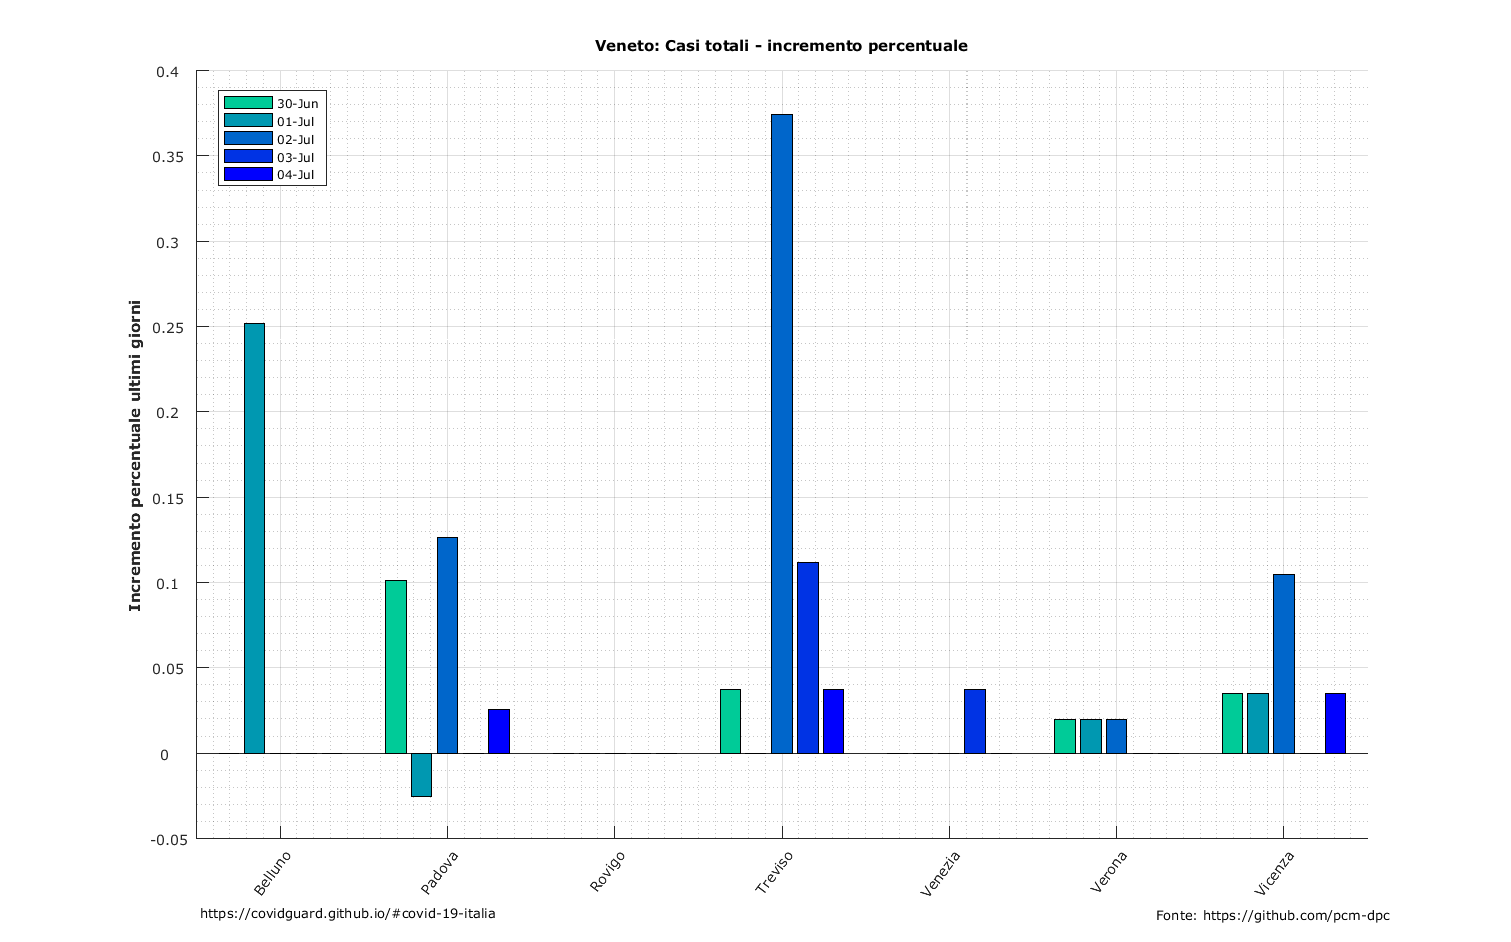 Veneto: Casi totali - incremento percentuale
Incremento percentuale ultimi giorni
0.4
0.35
0.3
0.25
0.2
0.15
0.1
0.05
0
-0.05
30-Jun
01-Jul
02-Jul
03-Jul
04-Jul
Belluno
Padova
Rovigo
Treviso
Venezia
Verona
Vicenza
https://covidguard.github.io/#covid-19-italia
Fonte: https://github.com/pcm-dpc